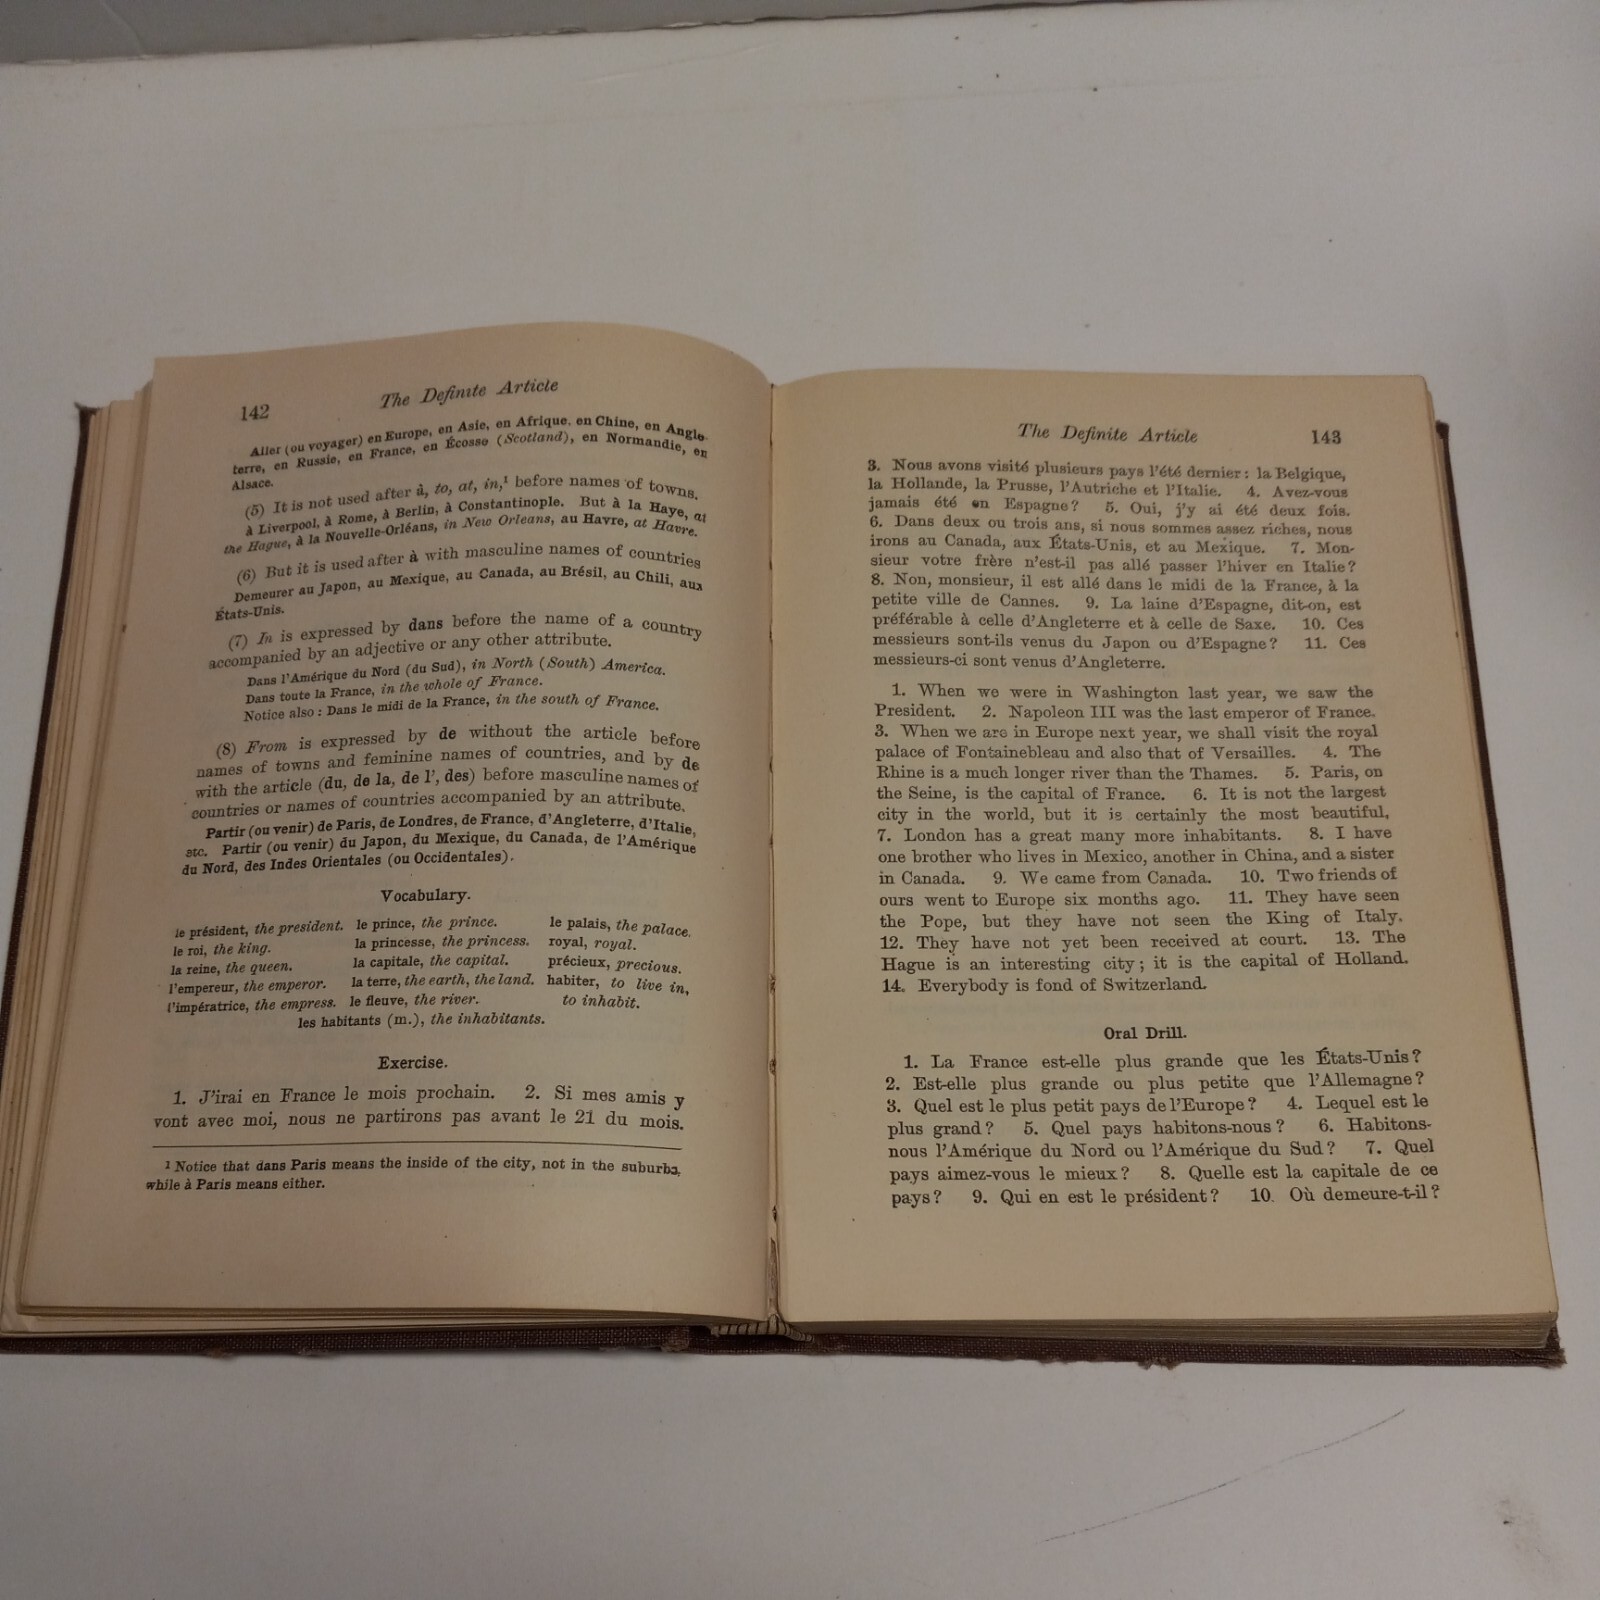 142
The Definite Article
Aller (ou voyager) en Europe, en Asie, en Afrique, en Chine, en Angle-
terre, en Russie, en France, en Écosse (Scotland), en Normandie, en
Alsace.
(5) It is not used after à, to, at, in,¹ before names of towns.
à Liverpool, à Rome, à Berlin, à Constantinople. But à la Haye, at
the Hague, à la Nouvelle-Orléans, in New Orleans, au Havre, at Havre.
(6) But it is used after à with masculine names of countries
Demeurer au Japon, au Mexique, au Canada, au Brésil, au Chili, aux
États-Unis.
(7) In is expressed by dans before the name of a country
accompanied by an adjective or any other attribute.
Dans l'Amérique du Nord (du Sud), in North (South) America.
Dans toute la France, in the whole of France.
Notice also : Dans le midi de la France, in the south of France.
(8) From is expressed by de without the article before
names of towns and feminine names of countries, and by de
with the article (du, de la, de l', des) before masculine names of
countries or names of countries accompanied by an attribute.
Partir (ou venir) de Paris, de Londres, de France, d'Angleterre, d'Italie,
etc. Partir (ou venir) du Japon, du Mexique, du Canada, de l'Amérique
du Nord, des Indes Orientales (ou Occidentales).
Vocabulary.
le président, the president. le prince, the prince. le palais, the palace.
le roi, the king. la princesse, the princess. royal, royal.
la reine, the queen. la capitale, the capital. précieux, precious.
l'empereur, the emperor. la terre, the earth, the land. habiter, to live in,
l'impératrice, the empress. le fleuve, the river. to inhabit.
les habitants (m.), the inhabitants.
Exercise.
1. J'irai en France le mois prochain. 2. Si mes amis y
vont avec moi, nous ne partirons pas avant le 21 du mois.
¹ Notice that dans Paris means the inside of the city, not in the suburbs,
while à Paris means either.
The Definite Article
143
3. Nous avons visité plusieurs pays l'été dernier : la Belgique,
la Hollande, la Prusse, l'Autriche et l'Italie. 4. Avez-vous
jamais été en Espagne ? 5. Oui, j'y ai été deux fois.
6. Dans deux ou trois ans, si nous sommes assez riches, nous
irons au Canada, aux États-Unis, et au Mexique. 7. Mon-
sieur votre frère n'est-il pas allé passer l'hiver en Italie ?
8. Non, monsieur, il est allé dans le midi de la France, à la
petite ville de Cannes. 9. La laine d'Espagne, dit-on, est
préférable à celle d'Angleterre et à celle de Saxe. 10. Ces
messieurs sont-ils venus du Japon ou d'Espagne ? 11. Ces
messieurs-ci sont venus d'Angleterre.
1. When we were in Washington last year, we saw the
President. 2. Napoleon III was the last emperor of France.
3. When we are in Europe next year, we shall visit the royal
palace of Fontainebleau and also that of Versailles. 4. The
Rhine is a much longer river than the Thames. 5. Paris, on
the Seine, is the capital of France. 6. It is not the largest
city in the world, but it is certainly the most beautiful.
7. London has a great many more inhabitants. 8. I have
one brother who lives in Mexico, another in China, and a sister
in Canada. 9. We came from Canada. 10. Two friends of
ours went to Europe six months ago. 11. They have seen
the Pope, but they have not seen the King of Italy.
12. They have not yet been received at court. 13. The
Hague is an interesting city ; it is the capital of Holland.
14. Everybody is fond of Switzerland.
Oral Drill.
1. La France est-elle plus grande que les États-Unis ?
2. Est-elle plus grande ou plus petite que l'Allemagne ?
3. Quel est le plus petit pays de l'Europe ? 4. Lequel est le
plus grand ? 5. Quel pays habitons-nous ? 6. Habitons-
nous l'Amérique du Nord ou l'Amérique du Sud ? 7. Quel
pays aimez-vous le mieux ? 8. Quelle est la capitale de ce
pays ? 9. Qui en est le président ? 10. Où demeure-t-il ?